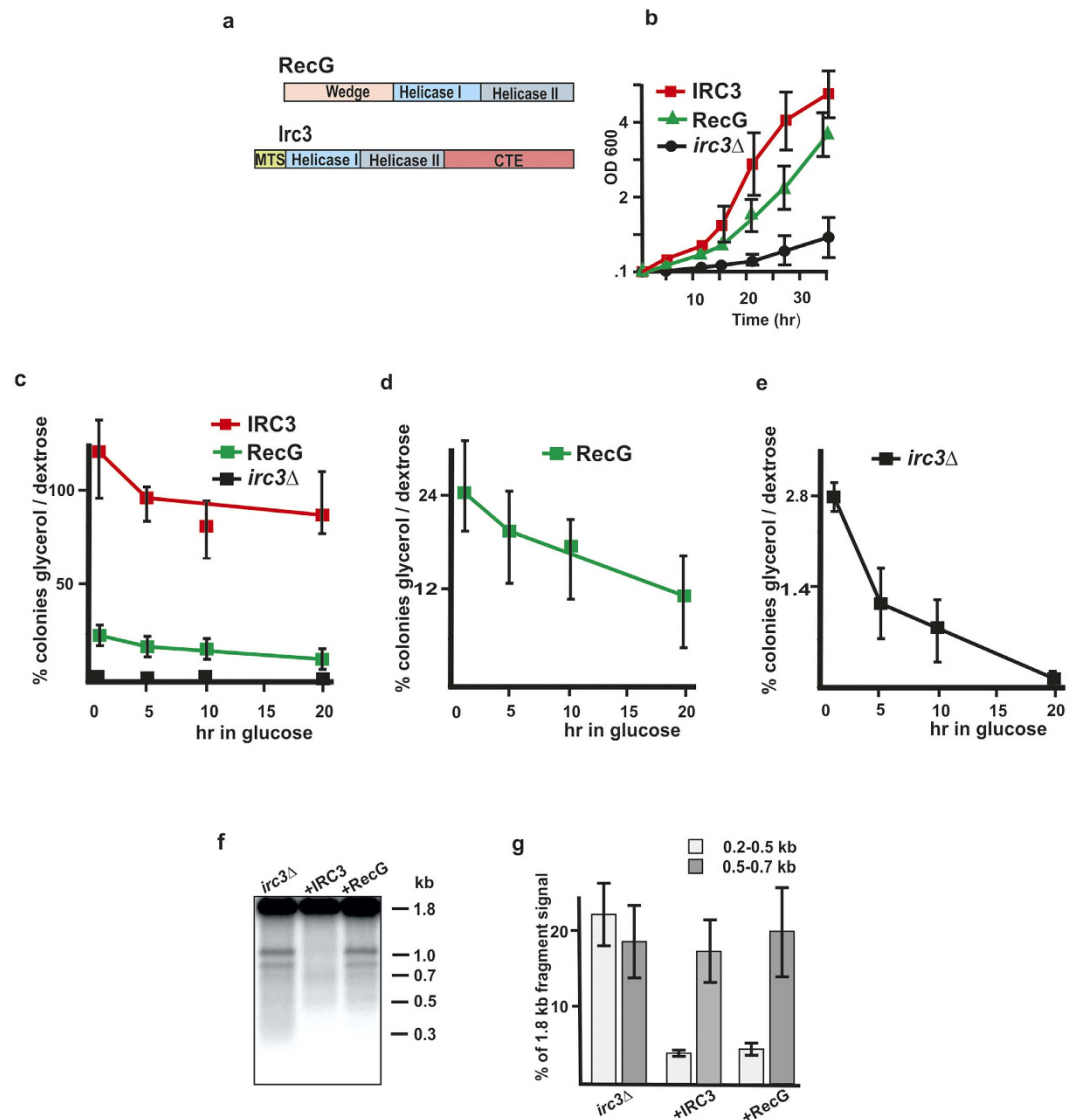 a
RecG
Wedge Helicase I Helicase II
Irc3
MTS Helicase I Helicase II CTE
b
IRC3
RecG
irc3Δ
OD 600
4
2
.1
10 20 30
Time (hr)
c
IRC3
RecG
irc3Δ
% colonies glycerol / dextrose
100
50
0 5 10 15 20
hr in glucose
d
RecG
% colonies glycerol / dextrose
24
12
0 5 10 15 20
hr in glucose
e
irc3Δ
% colonies glycerol / dextrose
2.8
1.4
0 5 10 15 20
hr in glucose
f
irc3Δ +IRC3 +RecG kb
1.8
1.0
0.7
0.5
0.3
g
0.2-0.5 kb
0.5-0.7 kb
% of 1.8 kb fragment signal
20
10
irc3Δ +IRC3 +RecG